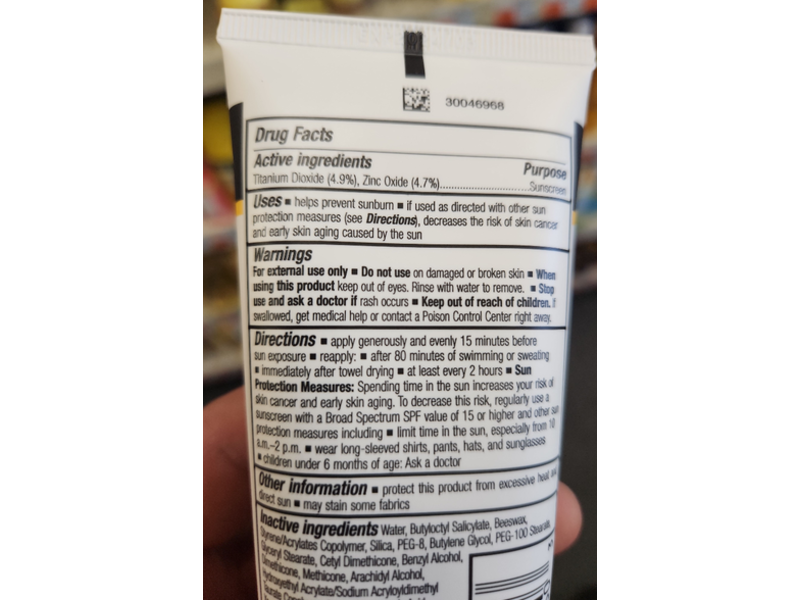 30046968
Drug Facts
Active ingredients Purpose
Titanium Dioxide (4.9%), Zinc Oxide (4.7%)..........................Sunscreen
Uses ■ helps prevent sunburn ■ if used as directed with other sun
protection measures (see Directions), decreases the risk of skin cancer
and early skin aging caused by the sun
Warnings
For external use only ■ Do not use on damaged or broken skin ■ When
using this product keep out of eyes. Rinse with water to remove. ■ Stop
use and ask a doctor if rash occurs ■ Keep out of reach of children. If
swallowed, get medical help or contact a Poison Control Center right away.
Directions ■ apply generously and evenly 15 minutes before
sun exposure ■ reapply: ■ after 80 minutes of swimming or sweating
■ immediately after towel drying ■ at least every 2 hours ■ Sun
Protection Measures: Spending time in the sun increases your risk of
skin cancer and early skin aging. To decrease this risk, regularly use a
sunscreen with a Broad Spectrum SPF value of 15 or higher and other sun
protection measures including ■ limit time in the sun, especially from 10
a.m.–2 p.m. ■ wear long-sleeved shirts, pants, hats, and sunglasses
■ children under 6 months of age: Ask a doctor
Other information ■ protect this product from excessive heat and
direct sun ■ may stain some fabrics
Inactive ingredients Water, Butyloctyl Salicylate, Beeswax,
Styrene/Acrylates Copolymer, Silica, PEG-8, Butylene Glycol, PEG-100 Stearate,
Glyceryl Stearate, Cetyl Dimethicone, Benzyl Alcohol,
Dimethicone, Methicone, Arachidyl Alcohol,
Hydroxyethyl Acrylate/Sodium Acryloyldimethyl